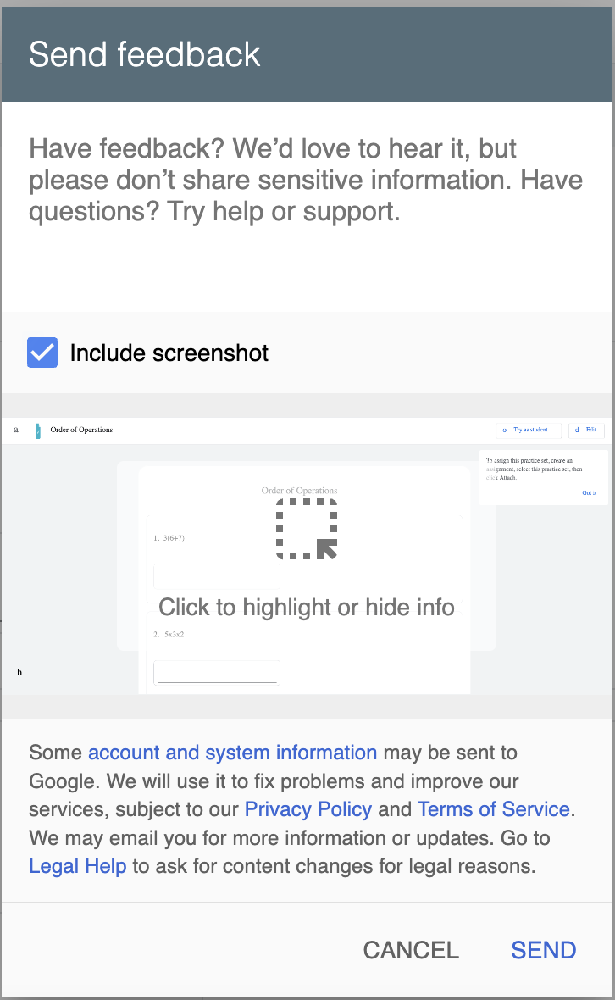 Send feedback
Have feedback? We’d love to hear it, but
please don’t share sensitive information. Have
questions? Try help or support.
Include screenshot
a Order of Operations o Try as student d Edit
To assign this practice set, create an
assignment, select this practice set, then
click Attach.
Got it
Order of Operations
1. 3(6+7)
Click to highlight or hide info
2. 5x3x2
h
Some account and system information may be sent to
Google. We will use it to fix problems and improve our
services, subject to our Privacy Policy and Terms of Service.
We may email you for more information or updates. Go to
Legal Help to ask for content changes for legal reasons.
CANCEL SEND